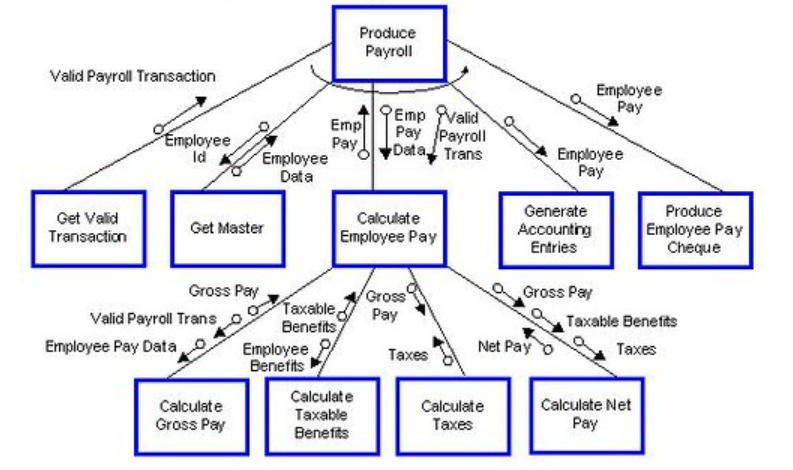 Produce
Payroll
Valid Payroll Transaction
Employee
Id
Employee
Data
Emp
Pay
Emp
Pay
Data
Valid
Payroll
Trans
Employee
Pay
Employee
Pay
Get Valid
Transaction
Get Master
Calculate
Employee Pay
Generate
Accounting
Entries
Produce
Employee Pay
Cheque
Gross Pay
Valid Payroll Trans
Employee Pay Data
Taxable
Benefits
Employee
Benefits
Gross
Pay
Taxes
Gross Pay
Taxable Benefits
Net Pay
Taxes
Calculate
Gross Pay
Calculate
Taxable
Benefits
Calculate
Taxes
Calculate Net
Pay